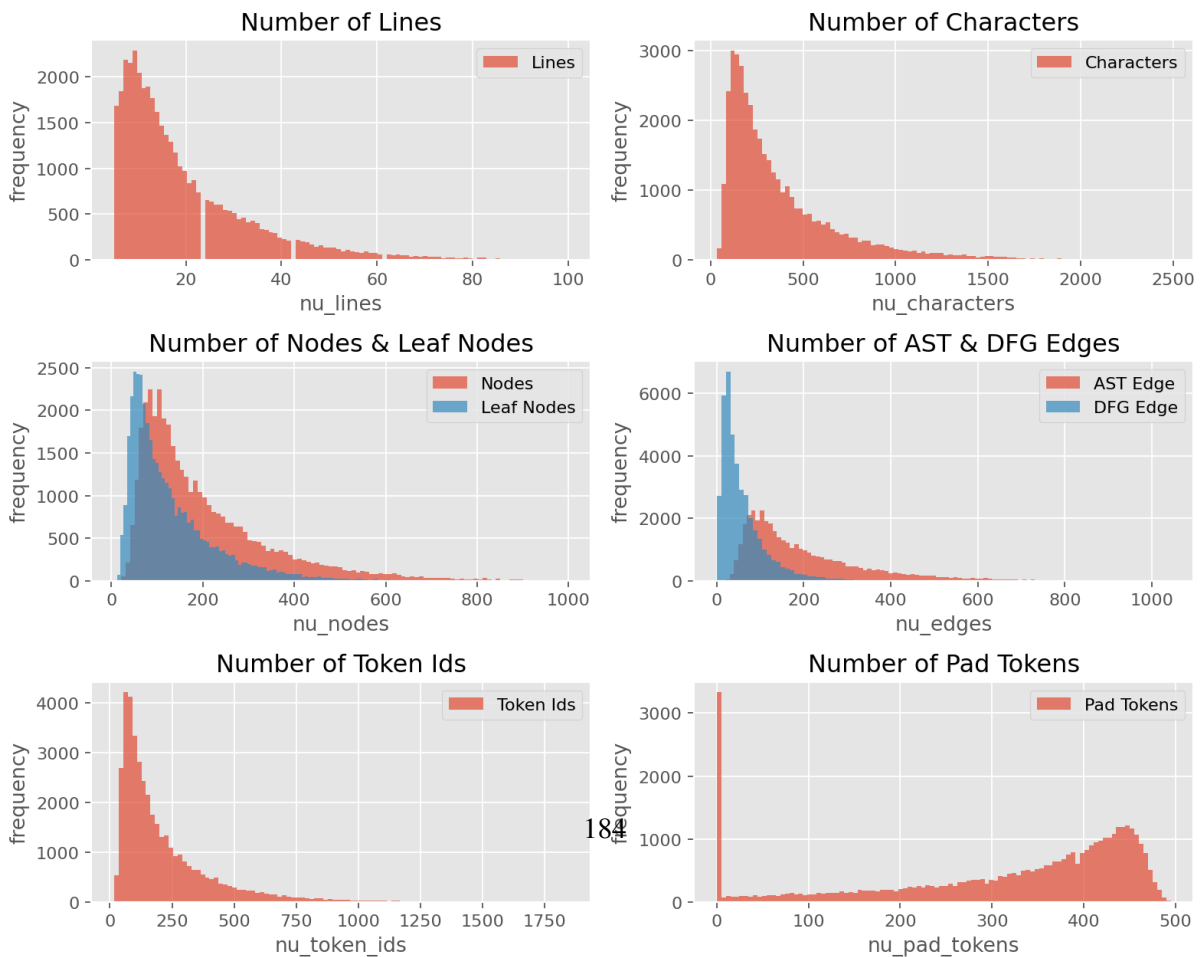 Number of Lines
Lines
frequency
2000
1500
1000
500
0
20
40
60
80
100
nu_lines
Number of Characters
Characters
frequency
3000
2000
1000
0
0
500
1000
1500
2000
2500
nu_characters
Number of Nodes & Leaf Nodes
Nodes
Leaf Nodes
frequency
2500
2000
1500
1000
500
0
0
200
400
600
800
1000
nu_nodes
Number of AST & DFG Edges
AST Edge
DFG Edge
frequency
6000
4000
2000
0
0
200
400
600
800
1000
nu_edges
Number of Token Ids
Token Ids
frequency
4000
3000
2000
1000
0
0
250
500
750
1000
1250
1500
1750
nu_token_ids
Number of Pad Tokens
Pad Tokens
frequency
3000
2000
1000
0
0
100
200
300
400
500
nu_pad_tokens
184